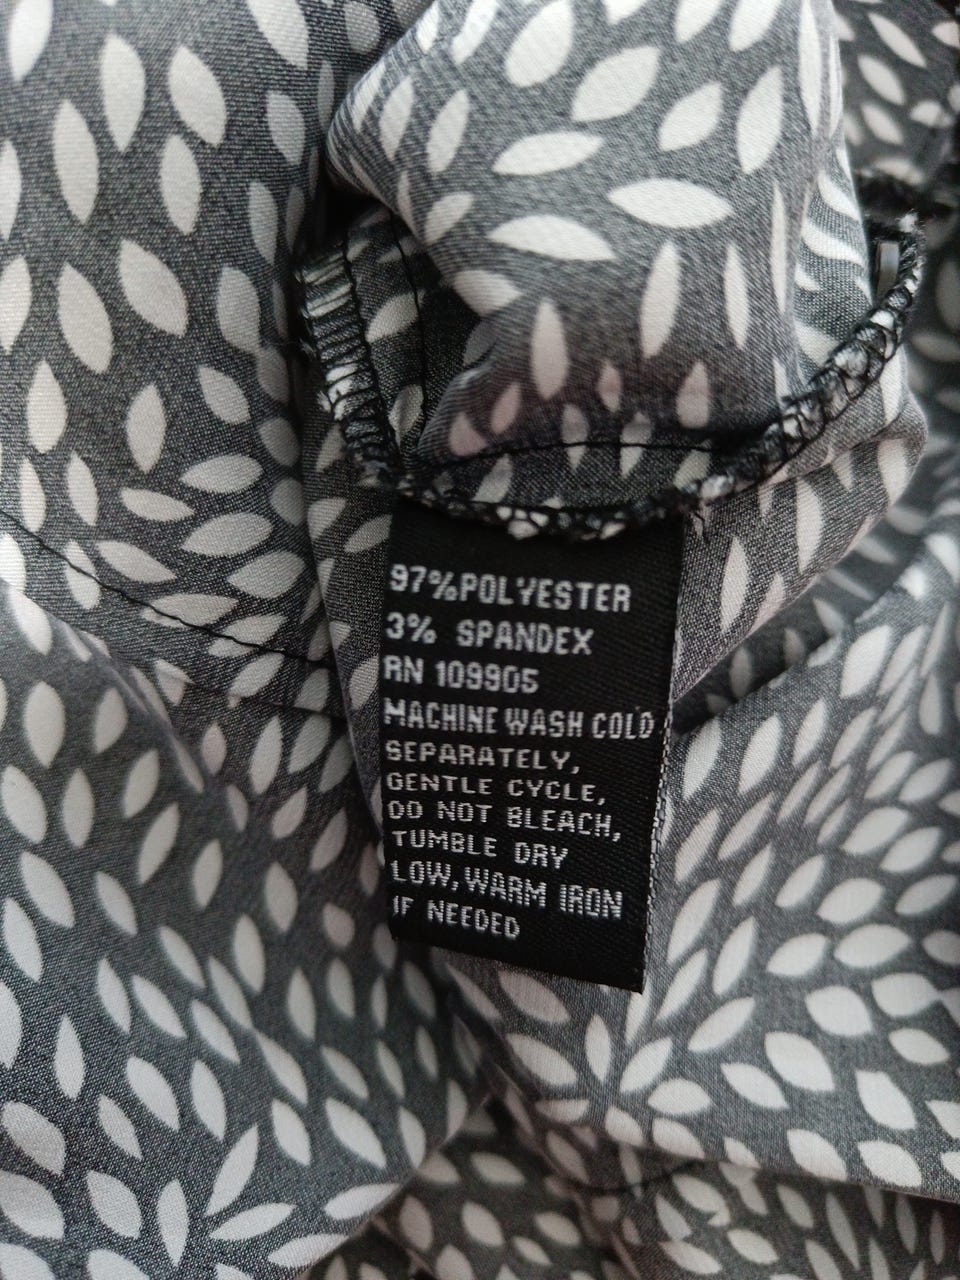 97%POLYESTER
3% SPANDEX
RN 109905
MACHINE WASH COLD
SEPARATELY,
GENTLE CYCLE,
DO NOT BLEACH,
TUMBLE DRY
LOW, WARM IRON
IF NEEDED